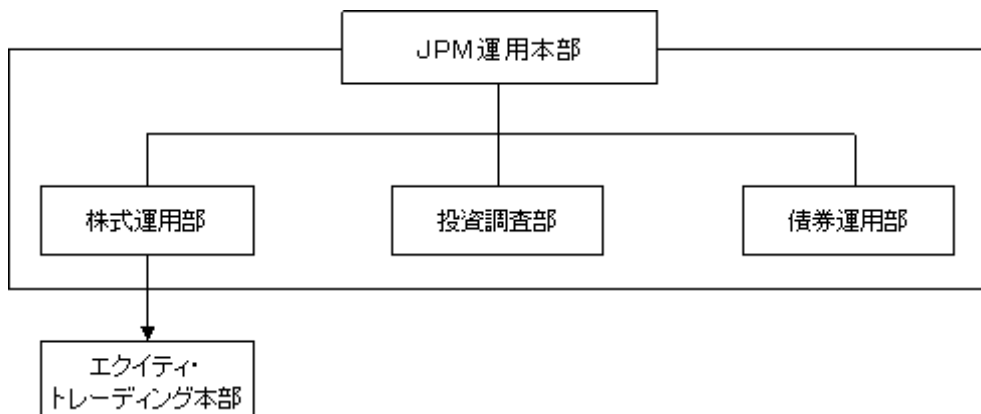 JPM運用本部
株式運用部
投資調査部
債券運用部
エクイティ・
トレーディング本部